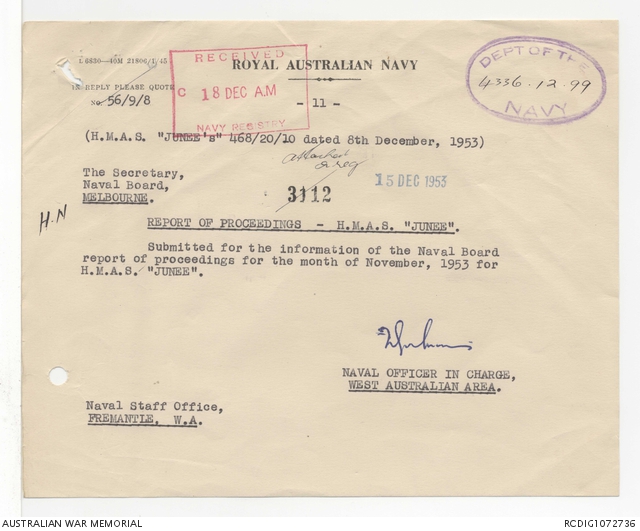 L 6830—40M 21806/1/45
RECEIVED
C 18 DEC A.M
NAVY REGISTRY
ROYAL AUSTRALIAN NAVY
DEPT OF THE
4336.12.99
NAVY
IN REPLY PLEASE QUOTE
No. 56/9/8
- 11 -
(H.M.A.S. "JUNEE's" 468/20/10 dated 8th December, 1953)
attached
The Secretary,
Naval Board,
MELBOURNE.
3112
15 DEC 1953
H.N
REPORT OF PROCEEDINGS - H.M.A.S. "JUNEE".
Submitted for the information of the Naval Board
report of proceedings for the month of November, 1953 for
H.M.A.S. "JUNEE".
NAVAL OFFICER IN CHARGE,
WEST AUSTRALIAN AREA.
Naval Staff Office,
FREMANTLE, W.A.
AUSTRALIAN WAR MEMORIAL
RCDIG1072736